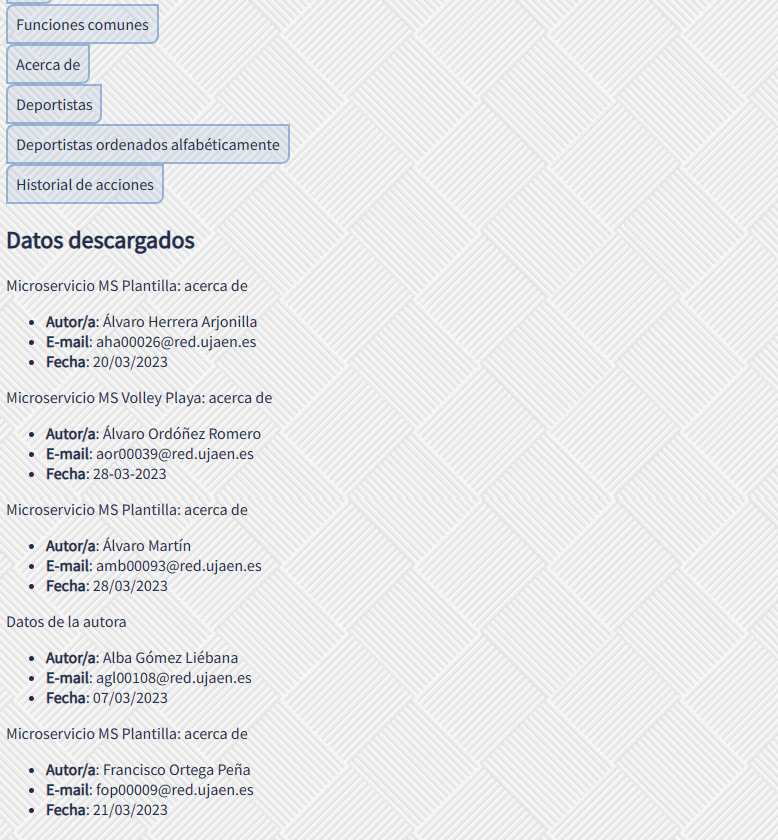 Funciones comunes
Acerca de
Deportistas
Deportistas ordenados alfabéticamente
Historial de acciones
Datos descargados
Microservicio MS Plantilla: acerca de
Autor/a: Álvaro Herrera Arjonilla
E-mail: aha00026@red.ujaen.es
Fecha: 20/03/2023
Microservicio MS Volley Playa: acerca de
Autor/a: Álvaro Ordóñez Romero
E-mail: aor00039@red.ujaen.es
Fecha: 28-03-2023
Microservicio MS Plantilla: acerca de
Autor/a: Álvaro Martín
E-mail: amb00093@red.ujaen.es
Fecha: 28/03/2023
Datos de la autora
Autor/a: Alba Gómez Liébana
E-mail: agl00108@red.ujaen.es
Fecha: 07/03/2023
Microservicio MS Plantilla: acerca de
Autor/a: Francisco Ortega Peña
E-mail: fop00009@red.ujaen.es
Fecha: 21/03/2023